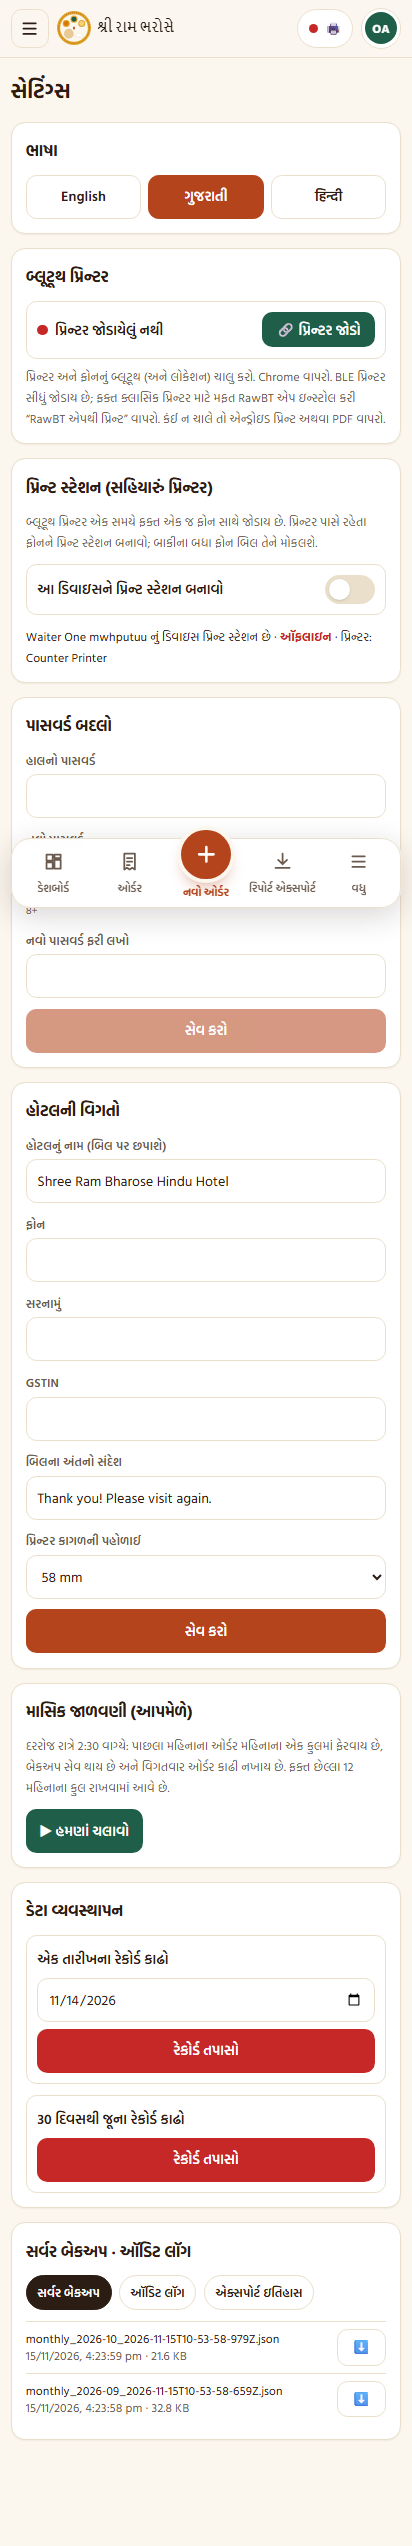 શ્રી રામ ભરોસે
OA
સેટિંગ્સ
ભાષા
English
ગુજરાતી
हिन्दी
બ્લૂટૂથ પ્રિન્ટર
પ્રિન્ટર જોડાયેલું નથી
પ્રિન્ટર જોડો
પ્રિન્ટર અને ફોનનું બ્લૂટૂથ (અને લોકેશન) ચાલુ કરો. Chrome વાપરો. BLE પ્રિન્ટર
સીધું જોડાય છે; ફક્ત ક્લાસિક પ્રિન્ટર માટે મફત RawBT એપ ઇન્સ્ટોલ કરી
“RawBT એપથી પ્રિન્ટ” વાપરો. કંઈ ન ચાલે તો એન્ડ્રોઇડ પ્રિન્ટ અથવા PDF વાપરો.
પ્રિન્ટ સ્ટેશન (સહિયારું પ્રિન્ટર)
બ્લૂટૂથ પ્રિન્ટર એક સમયે ફક્ત એક જ ફોન સાથે જોડાય છે. પ્રિન્ટર પાસે રહેતા
ફોનને પ્રિન્ટ સ્ટેશન બનાવો; બાકીના બધા ફોન બિલ તેને મોકલશે.
આ ડિવાઇસને પ્રિન્ટ સ્ટેશન બનાવો
Waiter One mwhputuu નું ડિવાઇસ પ્રિન્ટ સ્ટેશન છે · ઑફલાઇન · પ્રિન્ટર:
Counter Printer
પાસવર્ડ બદલો
હાલનો પાસવર્ડ
ડેશબોર્ડ
ઓર્ડર
નવો ઓર્ડર
રિપોર્ટ એક્સપોર્ટ
વધુ
8+
નવો પાસવર્ડ ફરી લખો
સેવ કરો
હોટલની વિગતો
હોટલનું નામ (બિલ પર છપાશે)
Shree Ram Bharose Hindu Hotel
ફોન
સરનામું
GSTIN
બિલના અંતનો સંદેશ
Thank you! Please visit again.
પ્રિન્ટર કાગળની પહોળાઈ
58 mm
સેવ કરો
માસિક જાળવણી (આપમેળે)
દરરોજ રાત્રે 2:30 વાગ્યે: પાછલા મહિનાના ઓર્ડર મહિનાના એક કુલમાં ફેરવાય છે,
બેકઅપ સેવ થાય છે અને વિગતવાર ઓર્ડર કાઢી નખાય છે. ફક્ત છેલ્લા 12
મહિનાના કુલ રાખવામાં આવે છે.
▶ હમણાં ચલાવો
ડેટા વ્યવસ્થાપન
એક તારીખના રેકોર્ડ કાઢો
11/14/2026
રેકોર્ડ તપાસો
30 દિવસથી જૂના રેકોર્ડ કાઢો
રેકોર્ડ તપાસો
સર્વર બેકઅપ · ઑડિટ લૉગ
સર્વર બેકઅપ
ઑડિટ લૉગ
એક્સપોર્ટ ઇતિહાસ
monthly_2026-10_2026-11-15T10-53-58-979Z.json
15/11/2026, 4:23:59 pm · 21.6 KB
monthly_2026-09_2026-11-15T10-53-58-659Z.json
15/11/2026, 4:23:58 pm · 32.8 KB